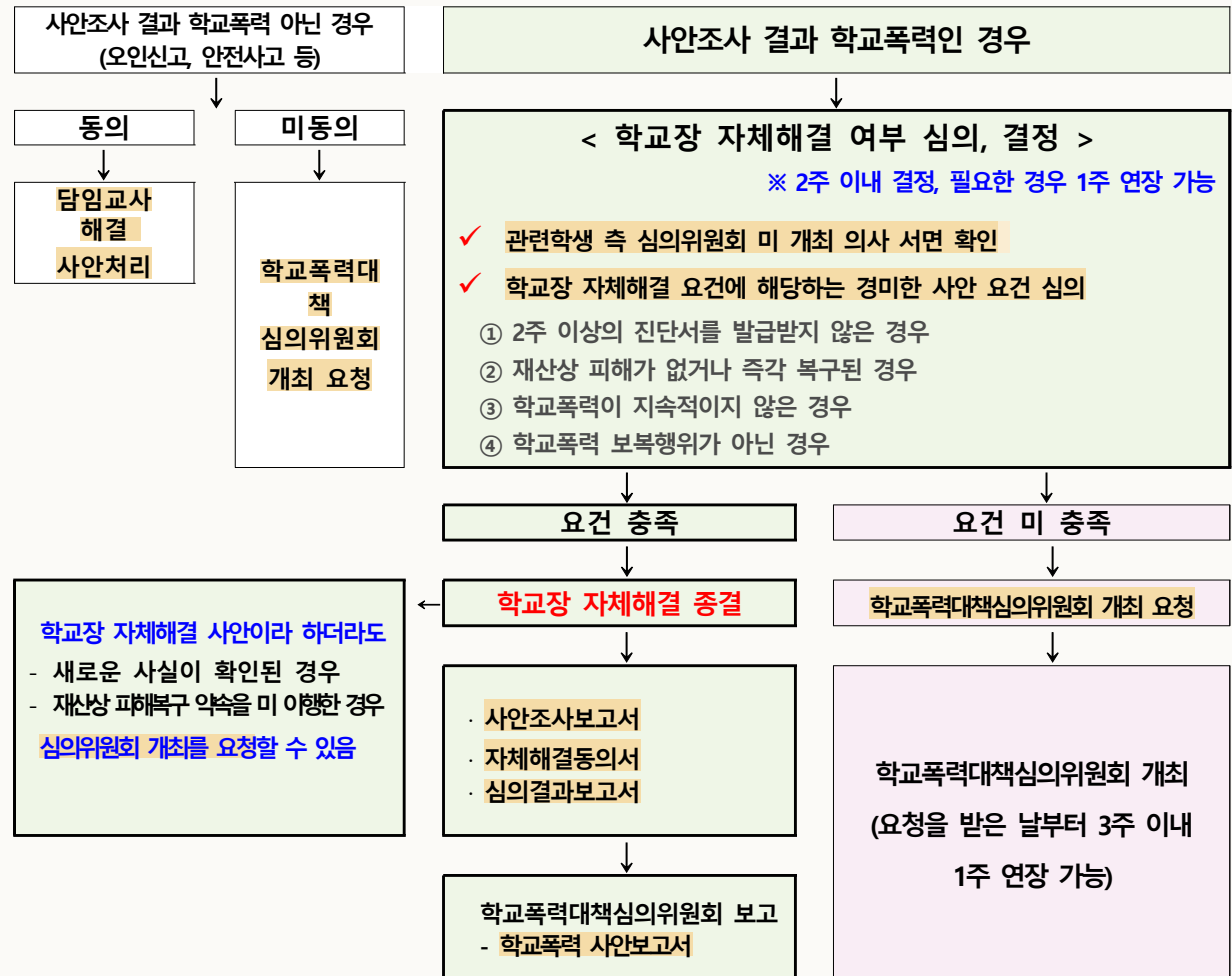 사안조사 결과 학교폭력 아닌 경우
(오인신고, 안전사고 등)
사안조사 결과 학교폭력인 경우
동의
미동의
담임교사
해결
사안처리
학교폭력대
책
심의위원회
개최 요청
< 학교장 자체해결 여부 심의, 결정 >
※ 2주 이내 결정, 필요한 경우 1주 연장 가능
✓ 관련학생 측 심의위원회 미 개최 의사 서면 확인
✓ 학교장 자체해결 요건에 해당하는 경미한 사안 요건 심의
① 2주 이상의 진단서를 발급받지 않은 경우
② 재산상 피해가 없거나 즉각 복구된 경우
③ 학교폭력이 지속적이지 않은 경우
④ 학교폭력 보복행위가 아닌 경우
요건 충족
요건 미 충족
학교장 자체해결 종결
학교폭력대책심의위원회 개최 요청
학교장 자체해결 사안이라 하더라도
- 새로운 사실이 확인된 경우
- 재산상 피해복구 약속을 미 이행한 경우
심의위원회 개최를 요청할 수 있음
· 사안조사보고서
· 자체해결동의서
· 심의결과보고서
학교폭력대책심의위원회 개최
(요청을 받은 날부터 3주 이내
1주 연장 가능)
학교폭력대책심의위원회 보고
- 학교폭력 사안보고서